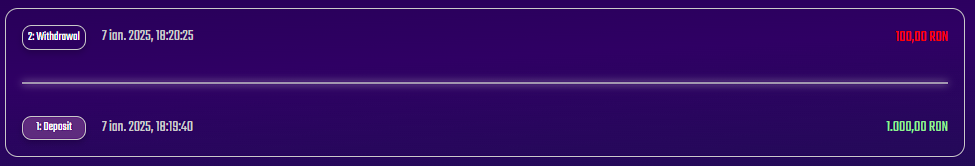 2: Withdrawal 7 ian. 2025, 18:20:25 100,00 RON
1: Deposit 7 ian. 2025, 18:19:40 1.000,00 RON